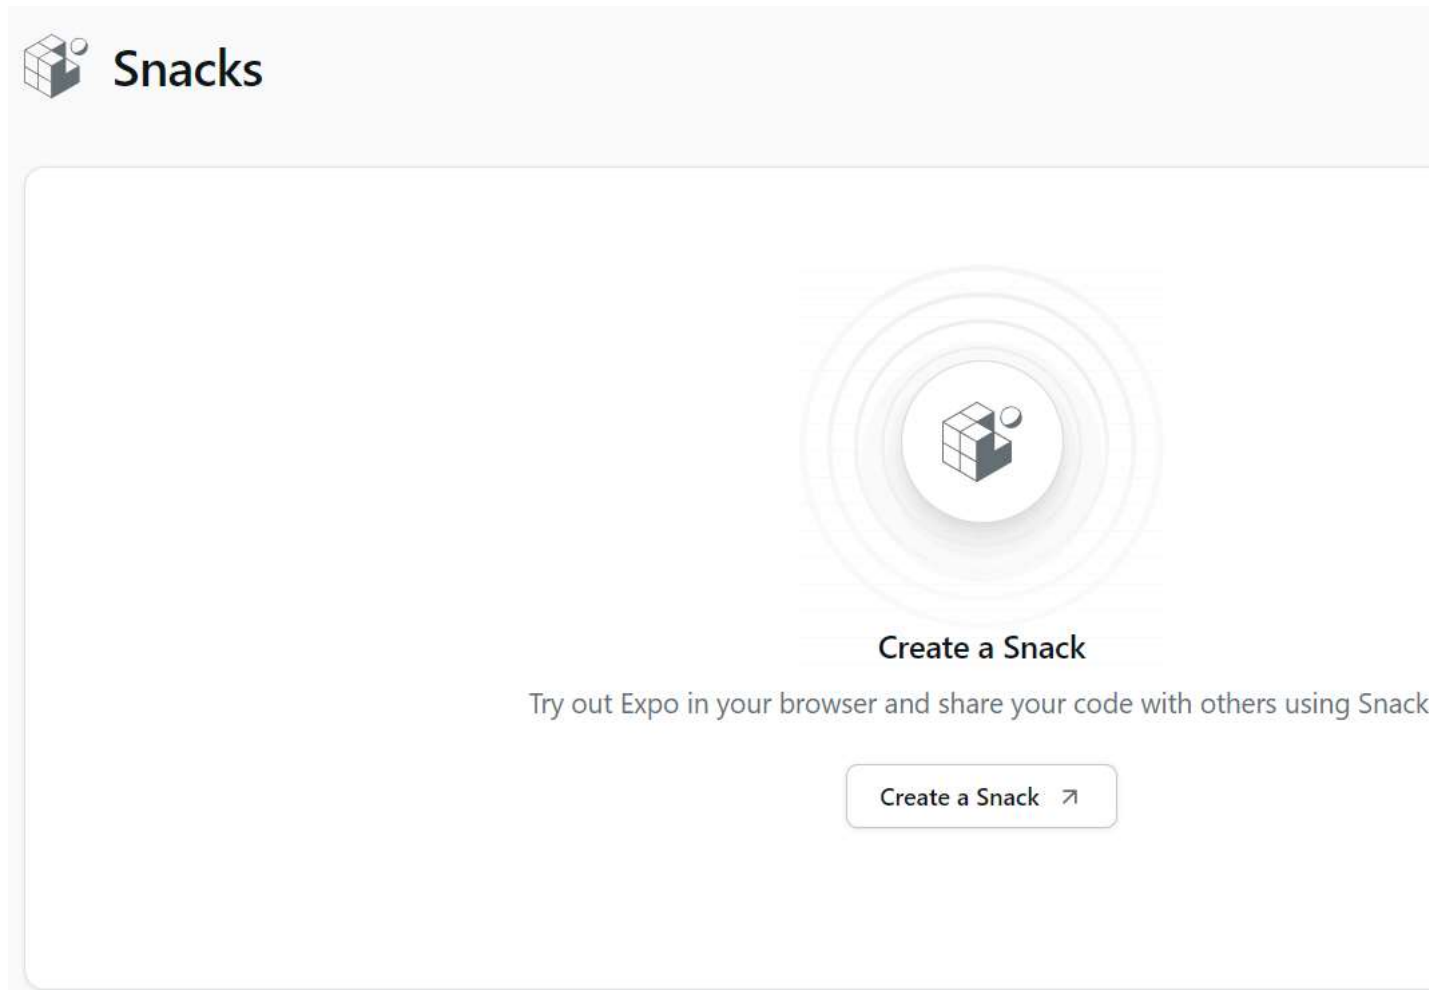 Snacks
Create a Snack
Try out Expo in your browser and share your code with others using Snack
Create a Snack